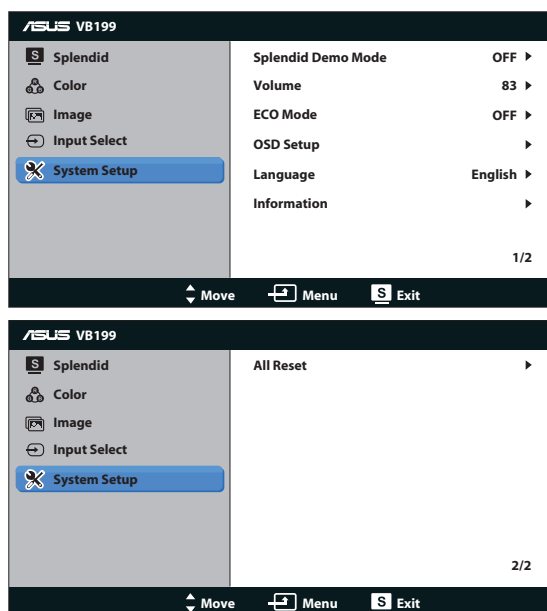 ASUS VB199
S Splendid
Splendid Demo Mode OFF
Color
Volume 83
Image
ECO Mode OFF
Input Select
OSD Setup
System Setup
Language English
Information
1/2
Move Menu S Exit
ASUS VB199
S Splendid
All Reset
Color
Image
Input Select
System Setup
2/2
Move Menu S Exit